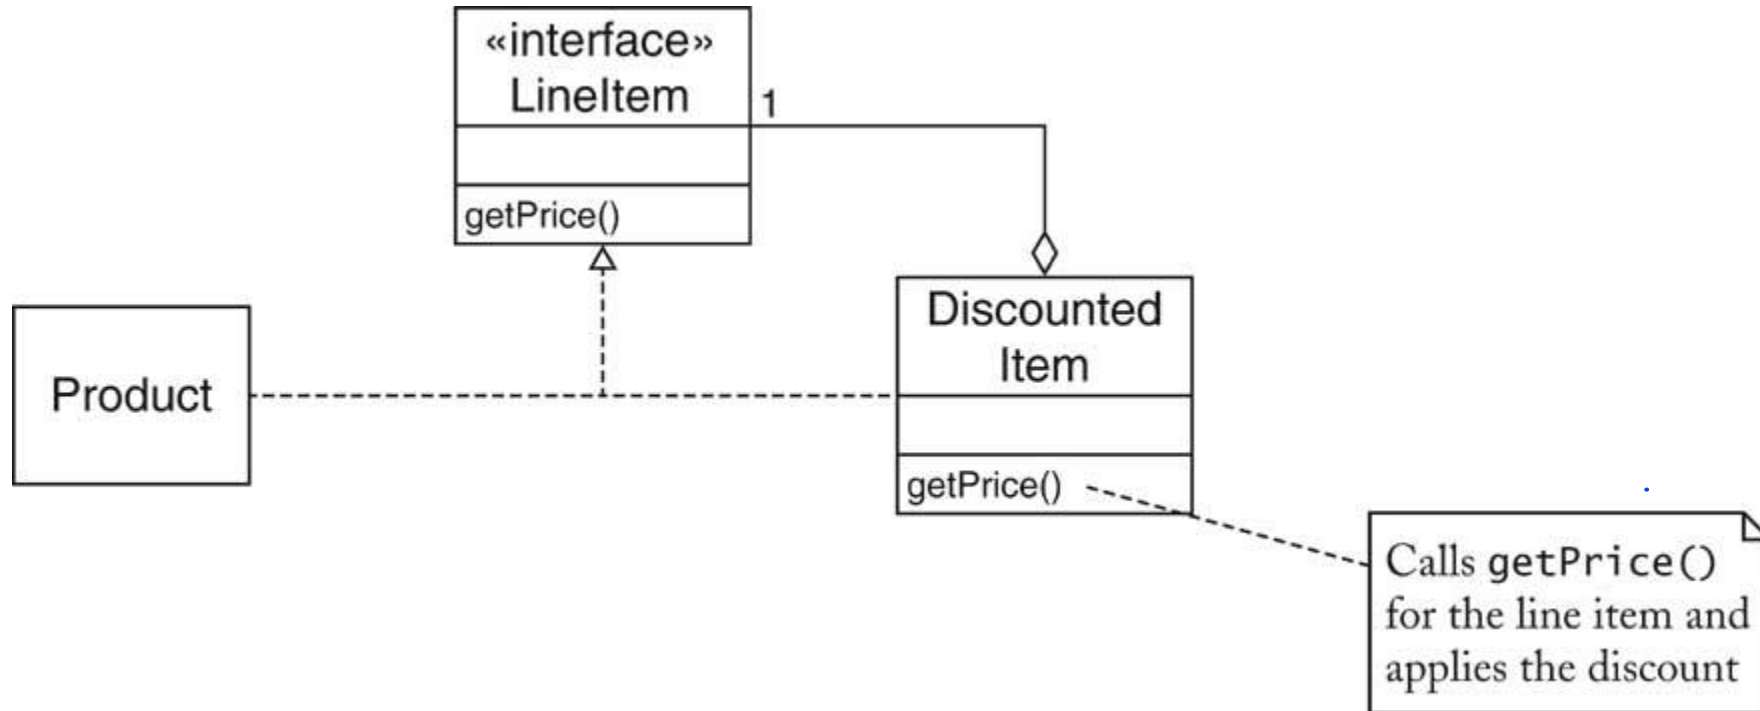 «interface»
LineItem
1
getPrice()
Product
Discounted
Item
getPrice()
Calls getPrice()
for the line item and
applies the discount